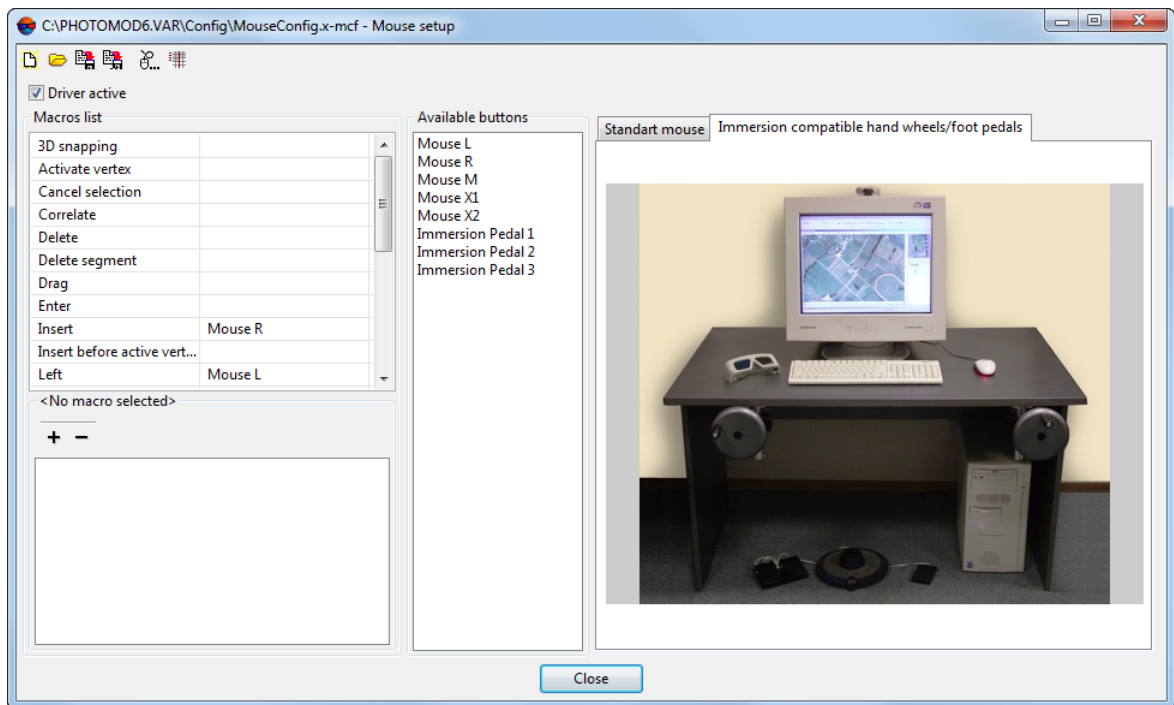 C:\PHOTOMOD6.VAR\Config\MouseConfig.x-mcf - Mouse setup
Driver active
Macros list
3D snapping
Activate vertex
Cancel selection
Correlate
Delete
Delete segment
Drag
Enter
Insert Mouse R
Insert before active vert...
Left Mouse L
<No macro selected>
+ −
Available buttons
Mouse L
Mouse R
Mouse M
Mouse X1
Mouse X2
Immersion Pedal 1
Immersion Pedal 2
Immersion Pedal 3
Standart mouse
Immersion compatible hand wheels/foot pedals
Close